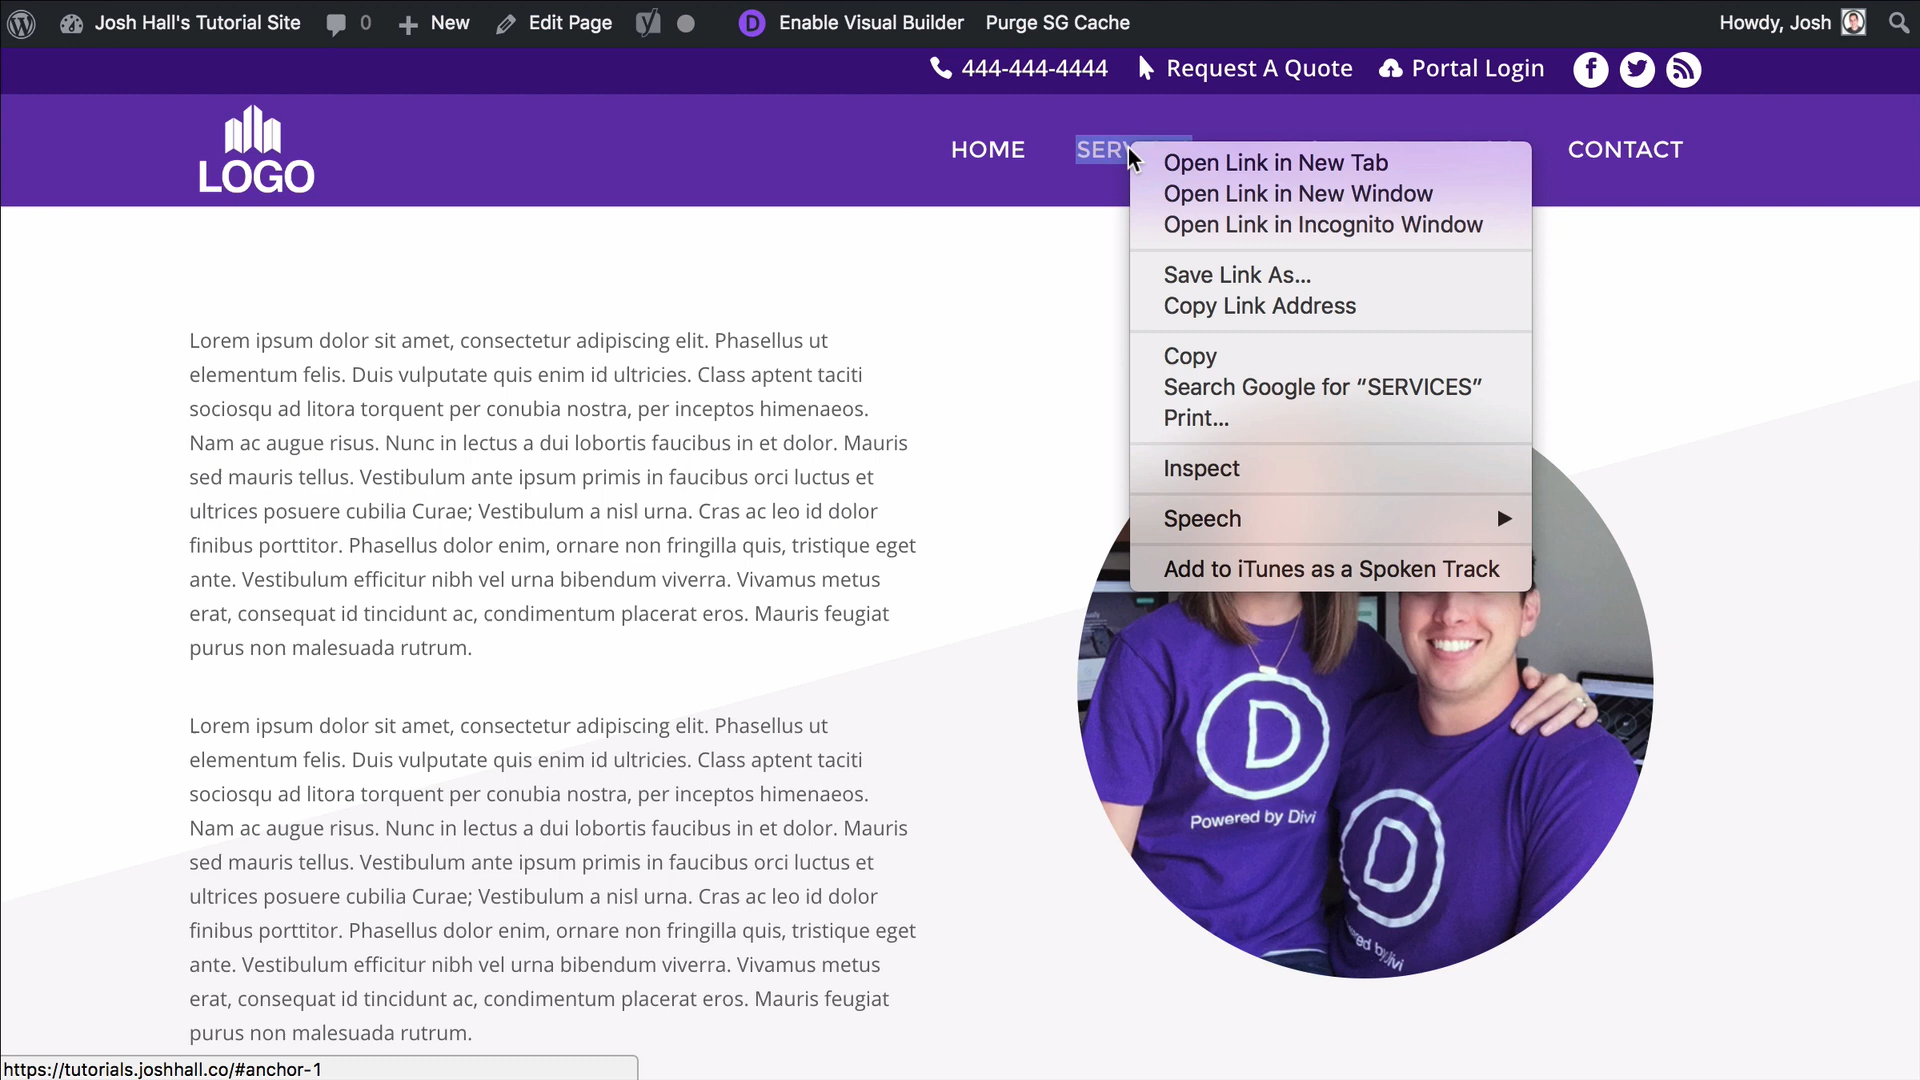 Josh Hall's Tutorial Site 0 New Edit Page Enable Visual Builder Purge SG Cache Howdy, Josh
444-444-4444 Request A Quote Portal Login
LOGO
HOME SERV CONTACT
Open Link in New Tab
Open Link in New Window
Open Link in Incognito Window
Save Link As...
Copy Link Address
Copy
Search Google for “SERVICES”
Print...
Inspect
Speech
Add to iTunes as a Spoken Track
Lorem ipsum dolor sit amet, consectetur adipiscing elit. Phasellus ut
elementum felis. Duis vulputate quis enim id ultricies. Class aptent taciti
sociosqu ad litora torquent per conubia nostra, per inceptos himenaeos.
Nam ac augue risus. Nunc in lectus a dui lobortis faucibus in et dolor. Mauris
sed mauris tellus. Vestibulum ante ipsum primis in faucibus orci luctus et
ultrices posuere cubilia Curae; Vestibulum a nisl urna. Cras ac leo id dolor
finibus porttitor. Phasellus dolor enim, ornare non fringilla quis, tristique eget
ante. Vestibulum efficitur nibh vel urna bibendum viverra. Vivamus metus
erat, consequat id tincidunt ac, condimentum placerat eros. Mauris feugiat
purus non malesuada rutrum.
Lorem ipsum dolor sit amet, consectetur adipiscing elit. Phasellus ut
elementum felis. Duis vulputate quis enim id ultricies. Class aptent taciti
sociosqu ad litora torquent per conubia nostra, per inceptos himenaeos.
Nam ac augue risus. Nunc in lectus a dui lobortis faucibus in et dolor. Mauris
sed mauris tellus. Vestibulum ante ipsum primis in faucibus orci luctus et
ultrices posuere cubilia Curae; Vestibulum a nisl urna. Cras ac leo id dolor
finibus porttitor. Phasellus dolor enim, ornare non fringilla quis, tristique eget
ante. Vestibulum efficitur nibh vel urna bibendum viverra. Vivamus metus
erat, consequat id tincidunt ac, condimentum placerat eros. Mauris feugiat
purus non malesuada rutrum.
D
Powered by Divi
D
ed by Divi
https://tutorials.joshhall.co/#anchor-1